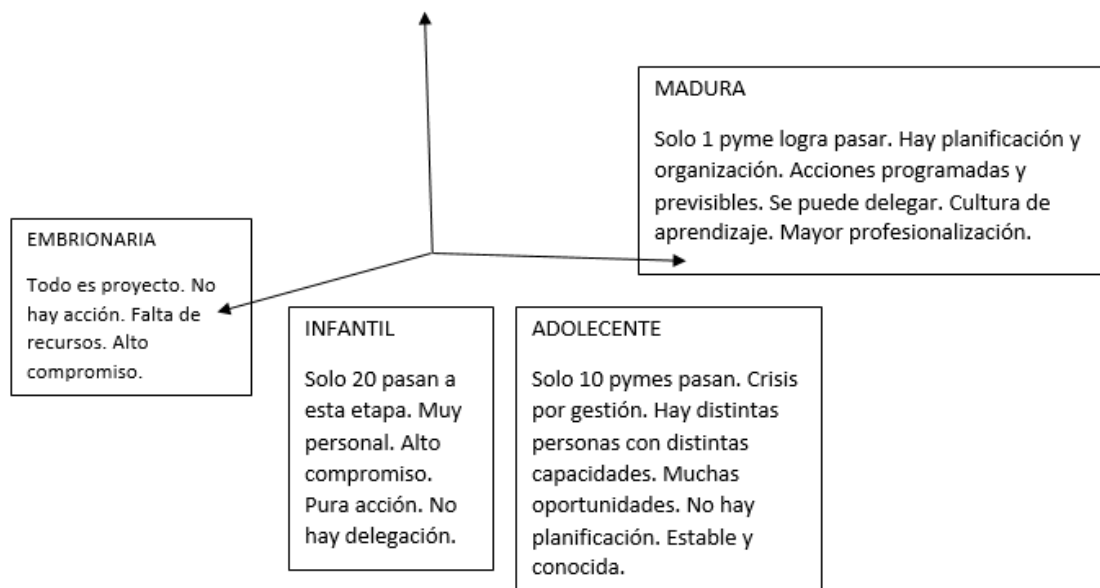 MADURA
Solo 1 pyme logra pasar. Hay planificación y
organización. Acciones programadas y
previsibles. Se puede delegar. Cultura de
aprendizaje. Mayor profesionalización.
EMBRIONARIA
Todo es proyecto. No
hay acción. Falta de
recursos. Alto
compromiso.
INFANTIL
Solo 20 pasan a
esta etapa. Muy
personal. Alto
compromiso.
Pura acción. No
hay delegación.
ADOLECENTE
Solo 10 pymes pasan. Crisis
por gestión. Hay distintas
personas con distintas
capacidades. Muchas
oportunidades. No hay
planificación. Estable y
conocida.